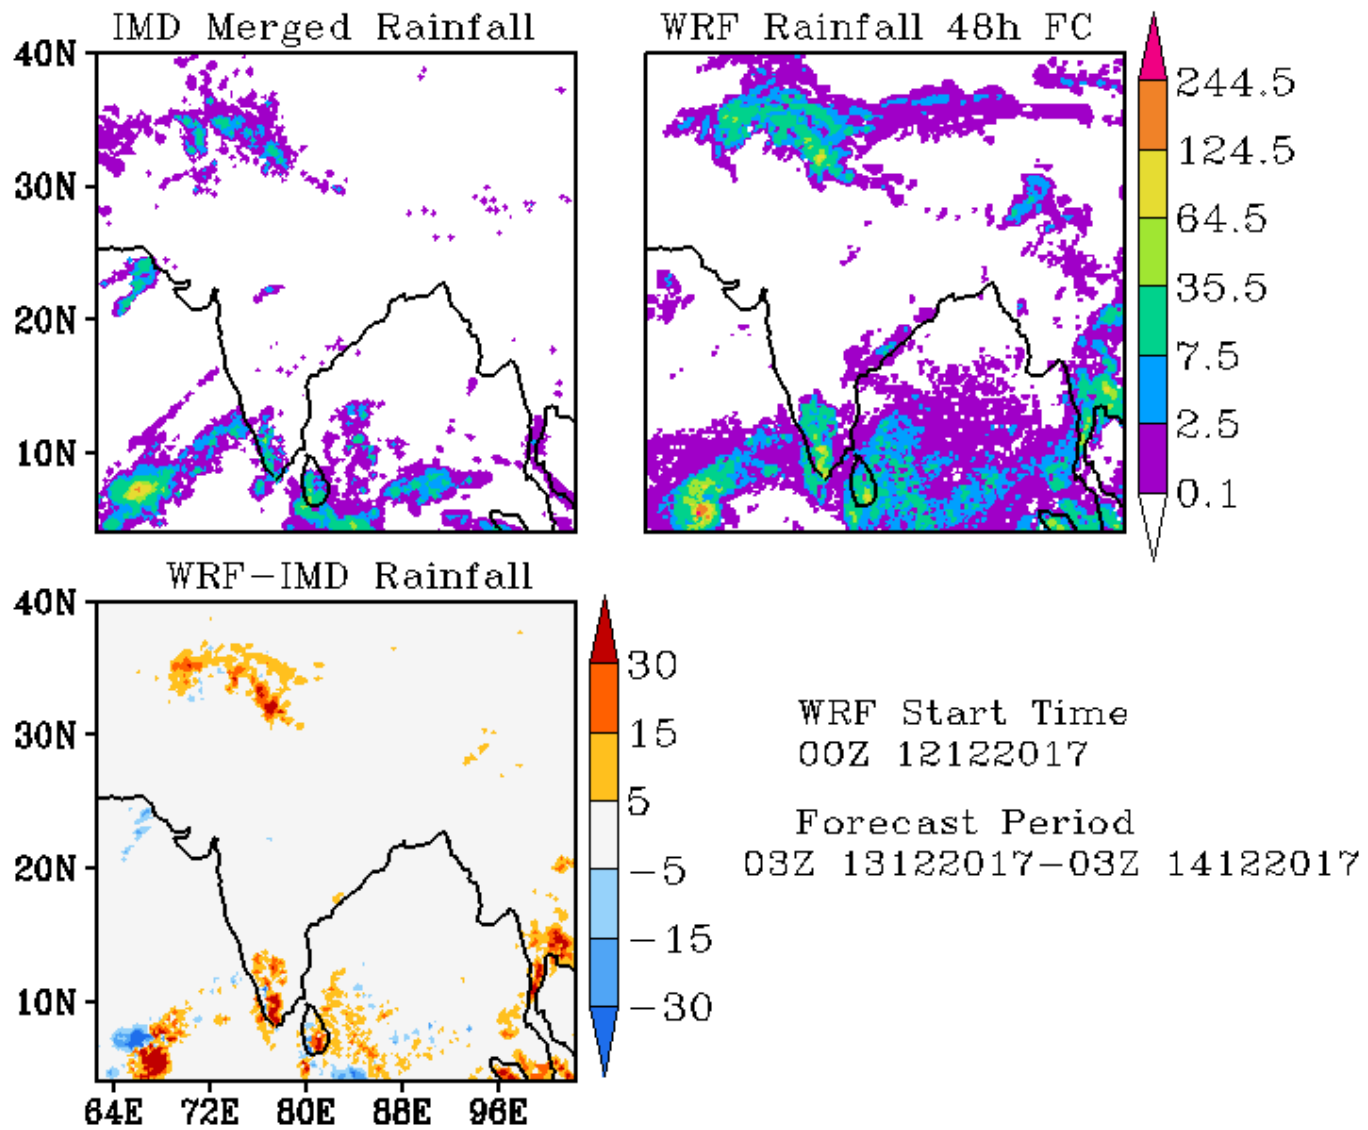 IMD Merged Rainfall
WRF Rainfall 48h FC
40N
30N
20N
10N
244.5
124.5
64.5
35.5
7.5
2.5
0.1
WRF-IMD Rainfall
40N
30N
20N
10N
64E 72E 80E 88E 96E
30
15
5
-5
-15
-30
WRF Start Time
00Z 12122017
Forecast Period
03Z 13122017-03Z 14122017